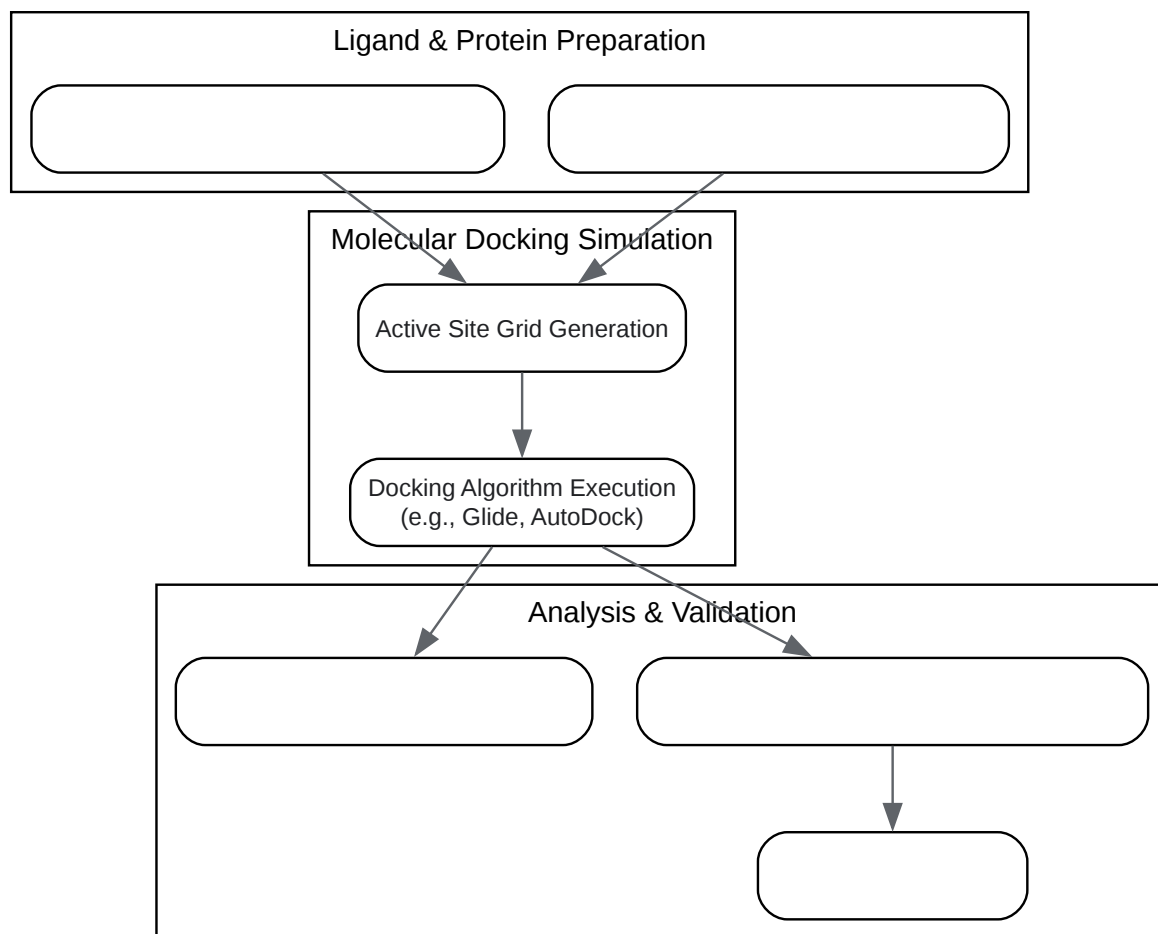 Ligand & Protein Preparation
Molecular Docking Simulation
Active Site Grid Generation
Docking Algorithm Execution
(e.g., Glide, AutoDock)
Analysis & Validation